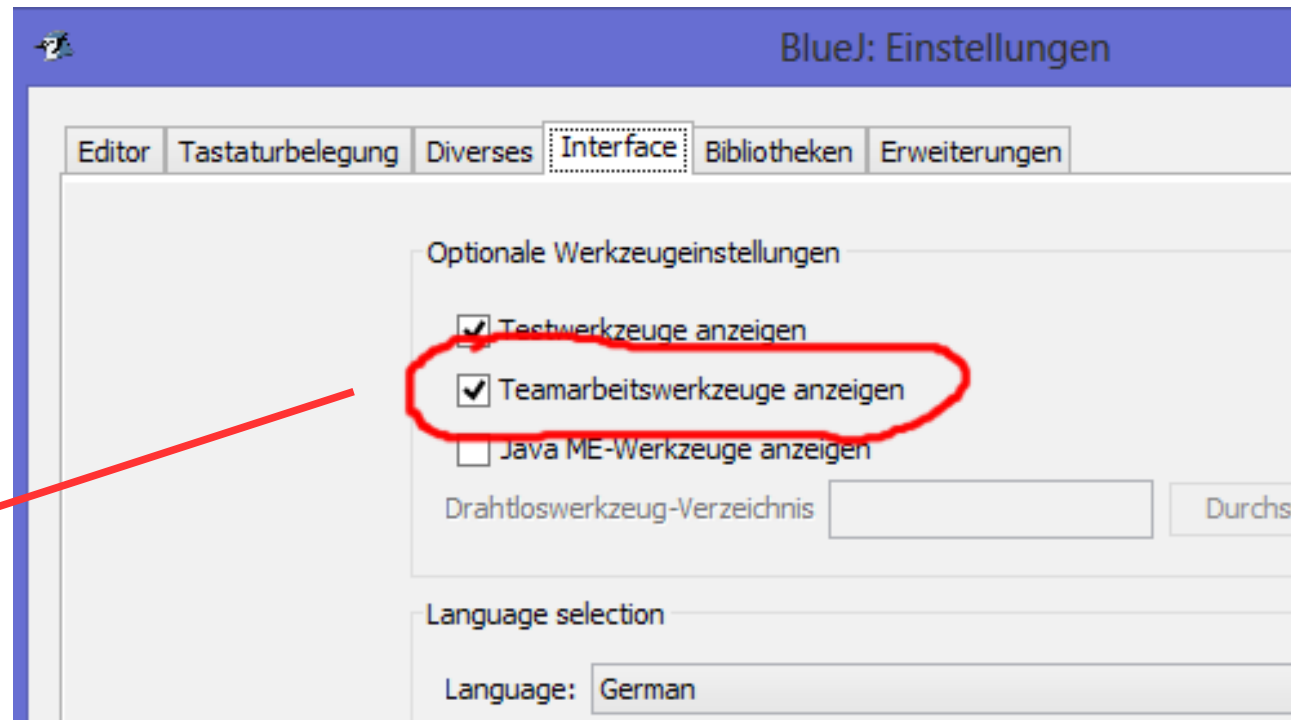 BlueJ: Einstellungen
Editor Tastaturbelegung Diverses Interface Bibliotheken Erweiterungen
Optionale Werkzeugeinstellungen
Testwerkzeuge anzeigen
Teamarbeitswerkzeuge anzeigen
Java ME-Werkzeuge anzeigen
Drahtloswerkzeug-Verzeichnis Durchs
Language selection
Language: German